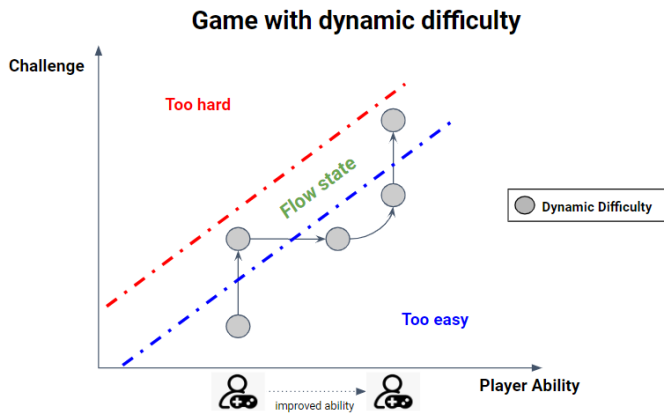 Game with dynamic difficulty
Challenge
Too hard
Flow state
Dynamic Difficulty
Too easy
Player Ability
improved ability